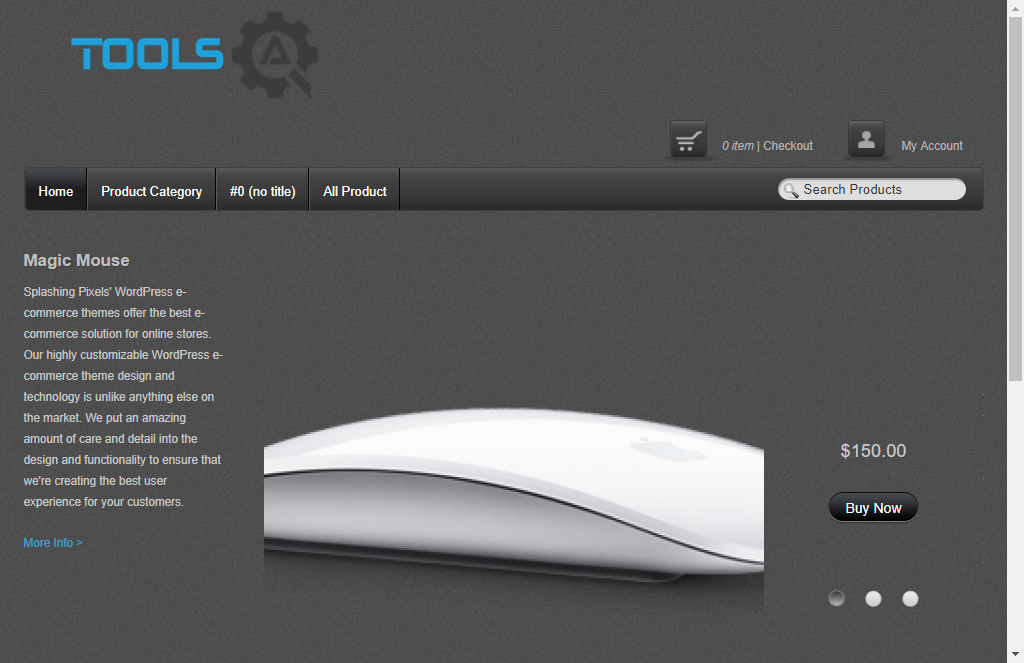 TOOLS
0 item | Checkout
My Account
Home
Product Category
#0 (no title)
All Product
Search Products
Magic Mouse
Splashing Pixels' WordPress e-
commerce themes offer the best e-
commerce solution for online stores.
Our highly customizable WordPress e-
commerce theme design and
technology is unlike anything else on
the market. We put an amazing
amount of care and detail into the
design and functionality to ensure that
we're creating the best user
experience for your customers.
More Info >
$150.00
Buy Now